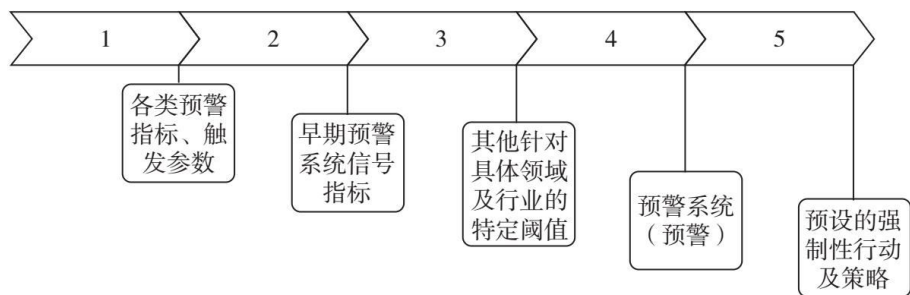 1
2
3
4
5
各类预警
指标、触
发参数
早期预警
系统信号
指标
其他针对
具体领域
及行业的
特定阈值
预警系统
（预警）
预设的强
制性行动
及策略